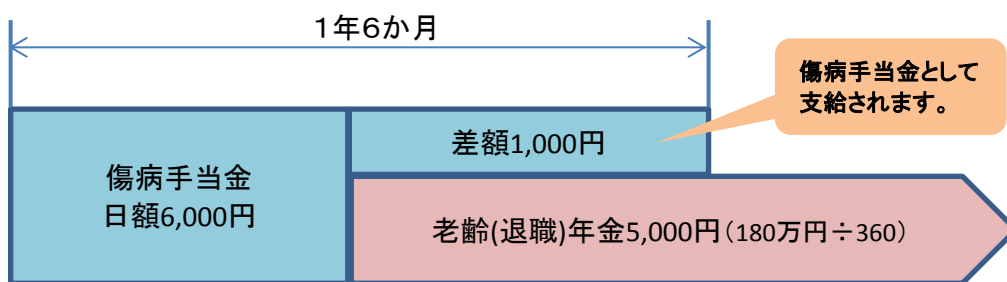 １年６か月
傷病手当金として
支給されます。
傷病手当金
日額6,000円
差額1,000円
老齢(退職)年金5,000円（180万円÷360）